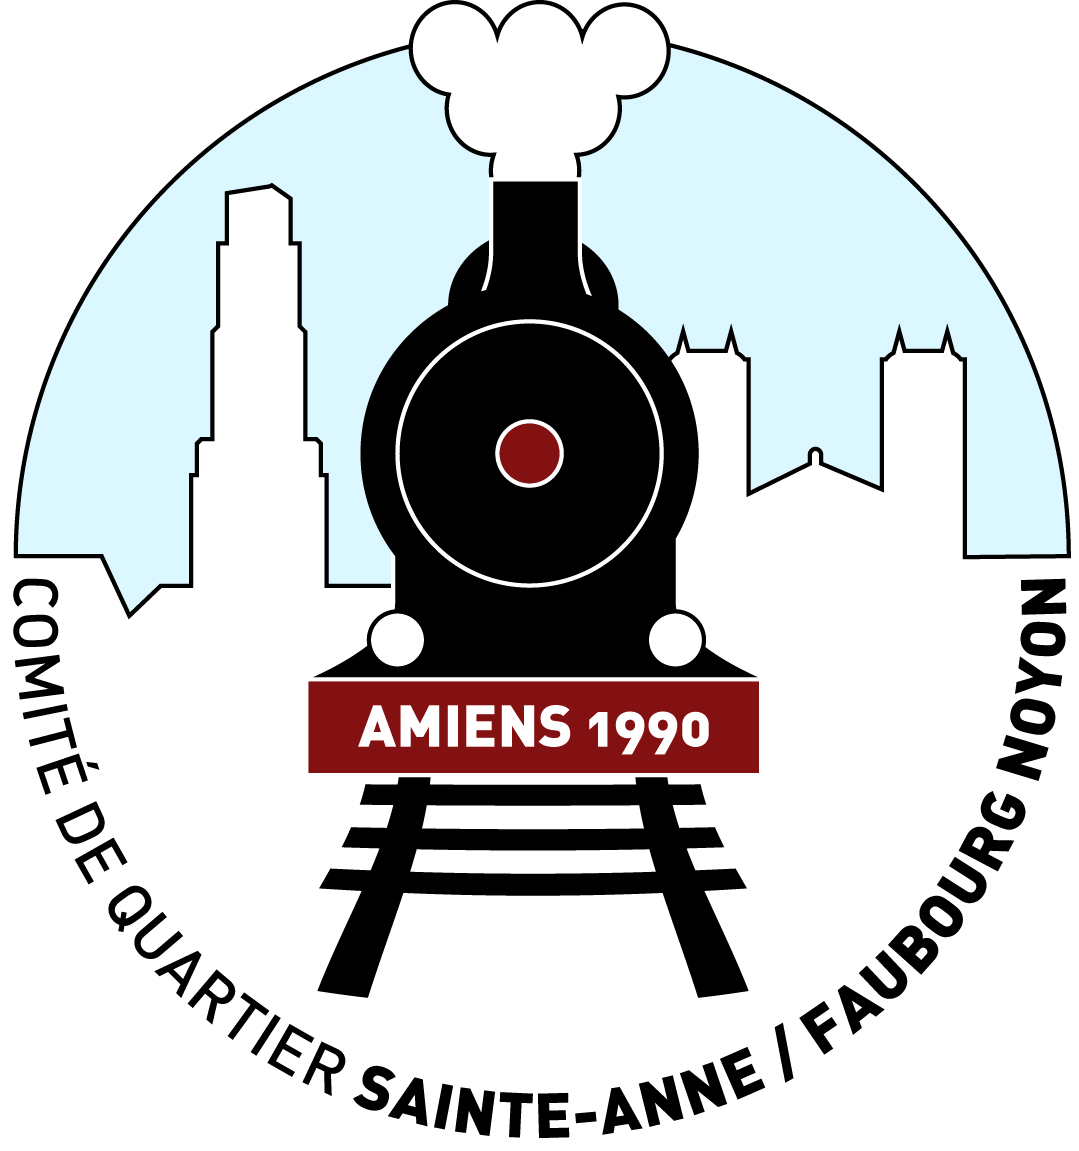 AMIENS 1990
COMITÉ DE QUARTIER SAINTE-ANNE / FAUBOURG NOYON